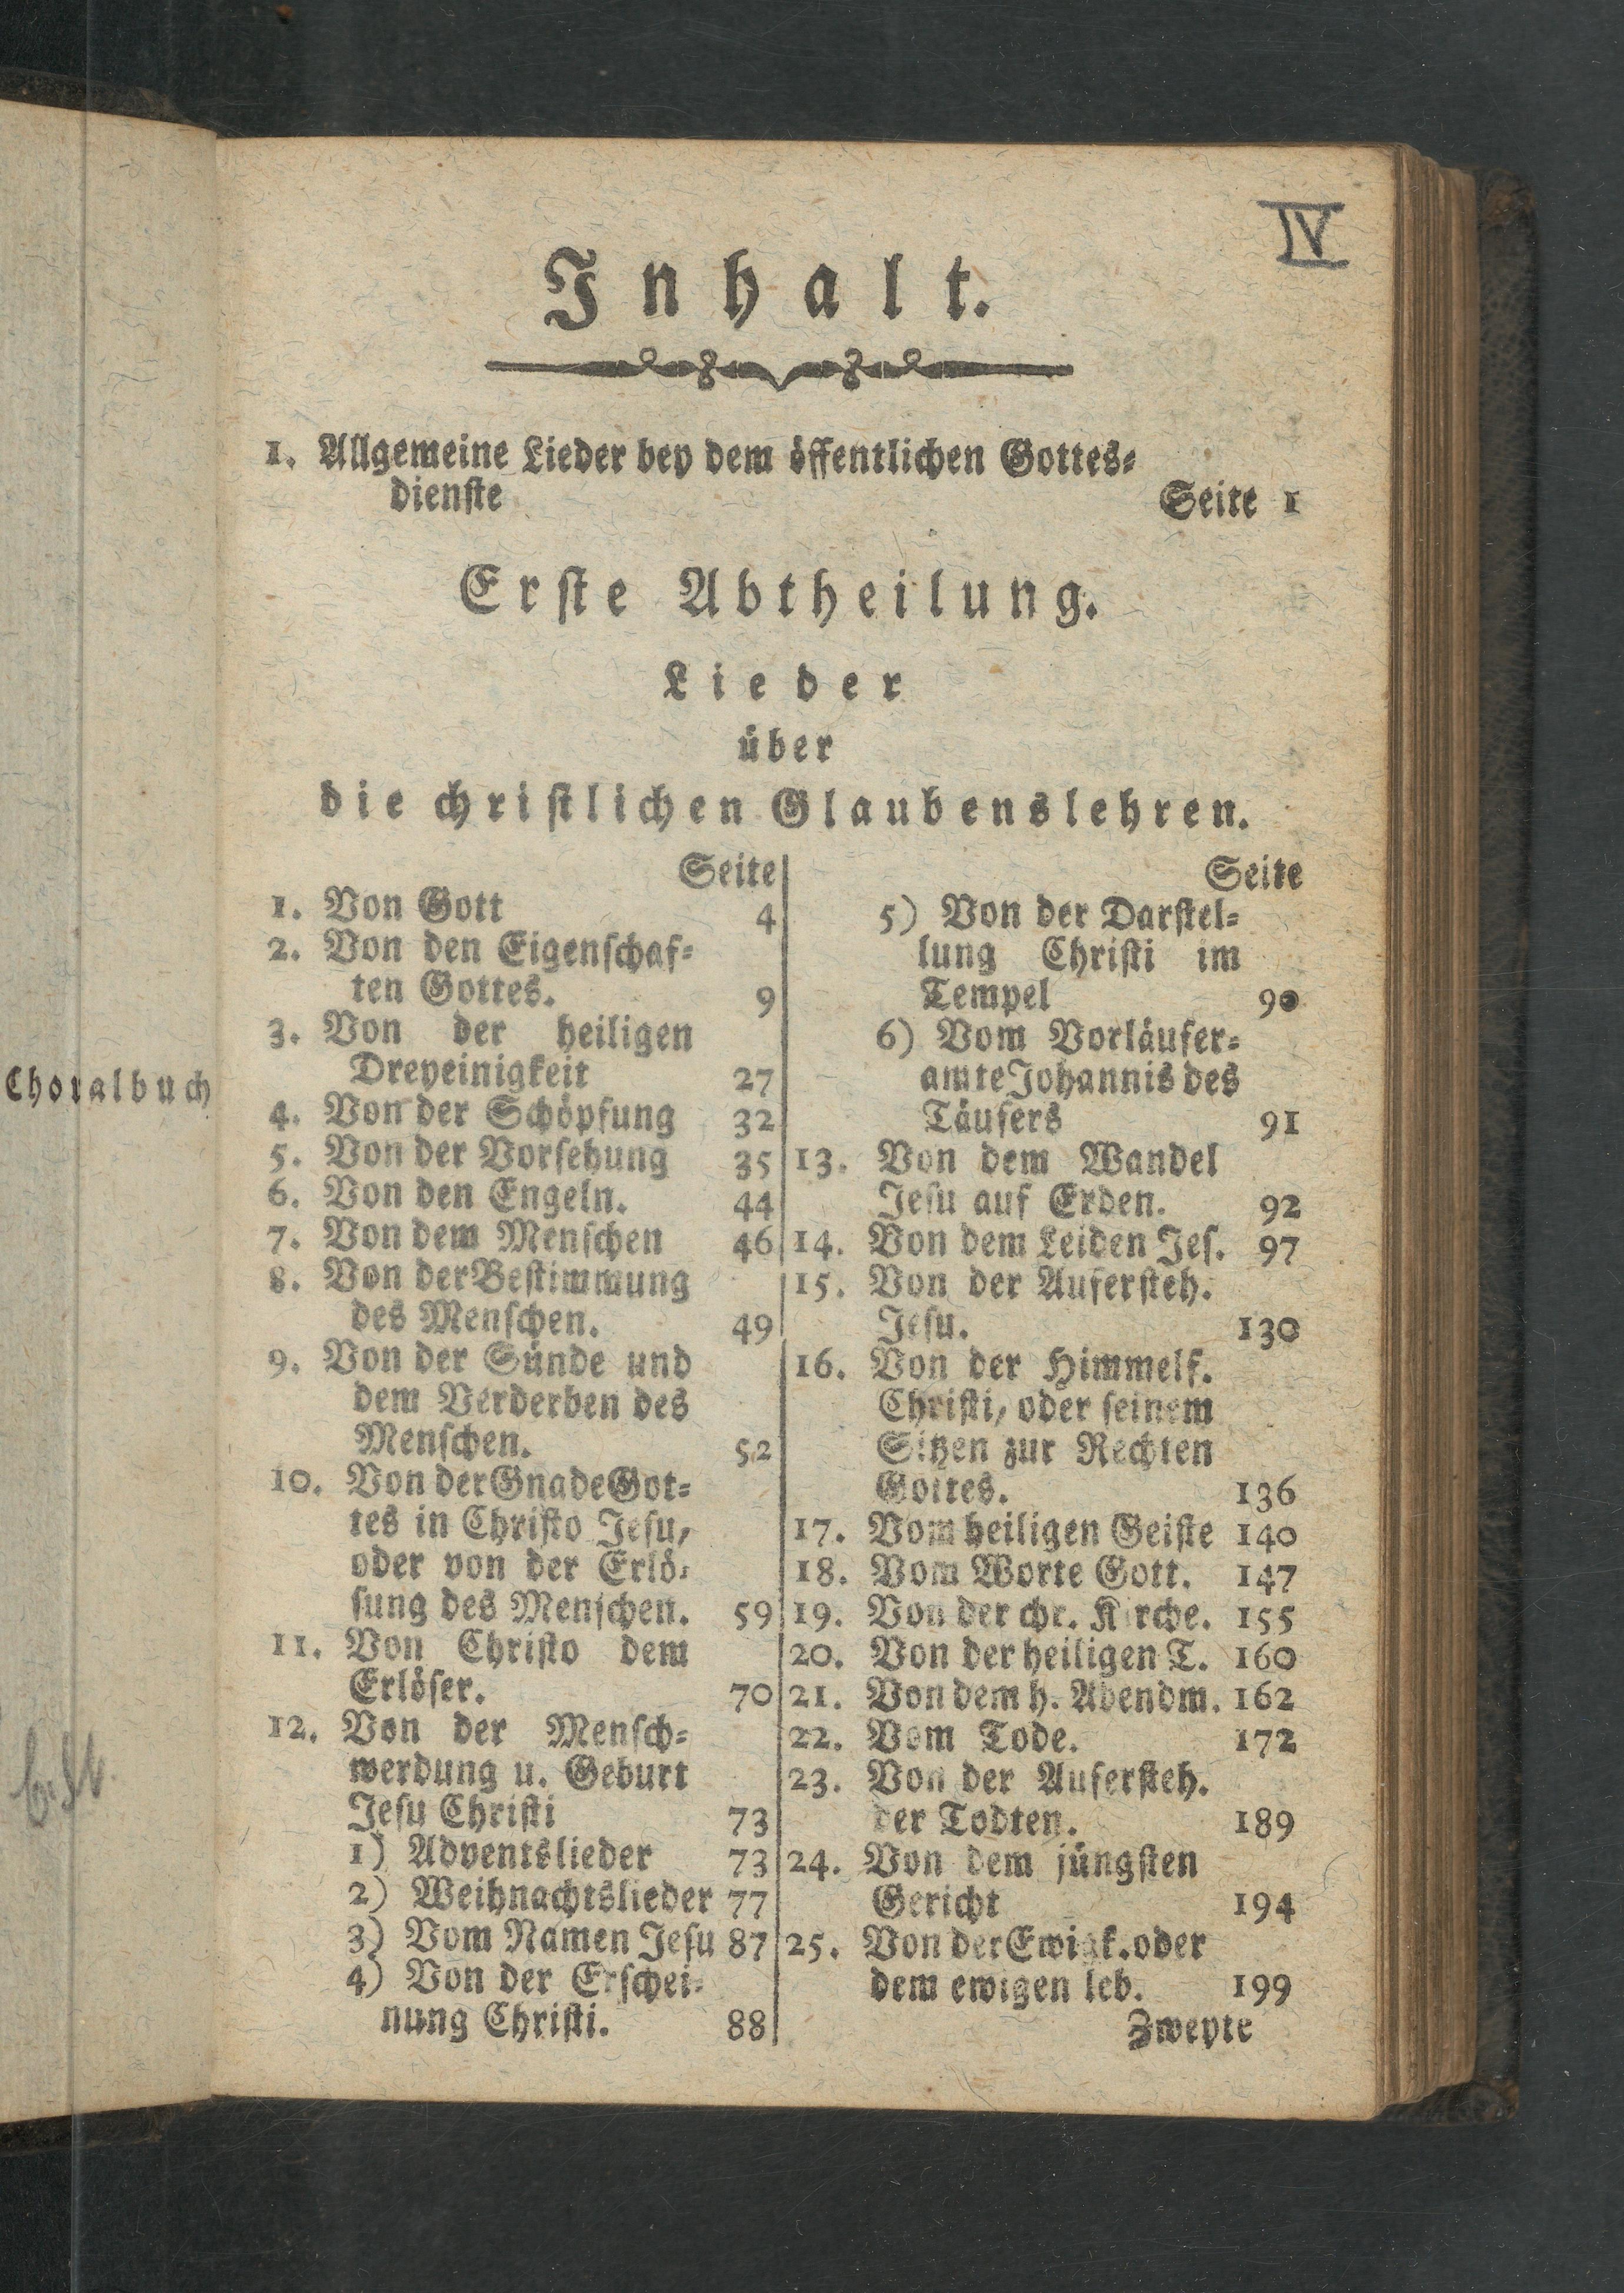 Choralbuch
IV
Inhalt.
1. Allgemeine Lieder bey dem öffentlichen Gottes-
dienste Seite 1
Erste Abtheilung.
Lieder
über
die christlichen Glaubenslehren.
Seite
1. Von Gott 4
2. Von den Eigenschaf-
ten Gottes. 9
3. Von der heiligen
Dreyeinigkeit 27
4. Von der Schöpfung 32
5. Von der Vorsehung 35
6. Von den Engeln. 44
7. Von dem Menschen 46
8. Von der Bestimmung
des Menschen. 49
9. Von der Sünde und
dem Verderben des
Menschen. 52
10. Von der Gnade Got-
tes in Christo Jesu,
oder von der Erlö-
sung des Menschen. 59
11. Von Christo dem
Erlöser. 70
12. Von der Mensch-
werdung u. Geburt
Jesu Christi 73
1) Adventslieder 73
2) Weihnachtslieder 77
3) Vom Namen Jesu 87
4) Von der Erschei-
nung Christi. 88
Seite
5) Von der Darstel-
lung Christi im
Tempel 90
6) Vom Vorläufer-
amte Johannis des
Täufers 91
13. Von dem Wandel
Jesu auf Erden. 92
14. Von dem Leiden Jes. 97
15. Von der Aufersteh.
Jesu. 130
16. Von der Himmelf.
Christi, oder seinem
Sitzen zur Rechten
Gottes. 136
17. Vom heiligen Geiste 140
18. Vom Worte Gott. 147
19. Von der chr. Kirche. 155
20. Von der heiligen T. 160
21. Von dem h. Abendm. 162
22. Vom Tode. 172
23. Von der Aufersteh.
der Todten. 189
24. Von dem jüngsten
Gericht 194
25. Von der Ewigk. oder
dem ewigen leb. 199
Zweyte